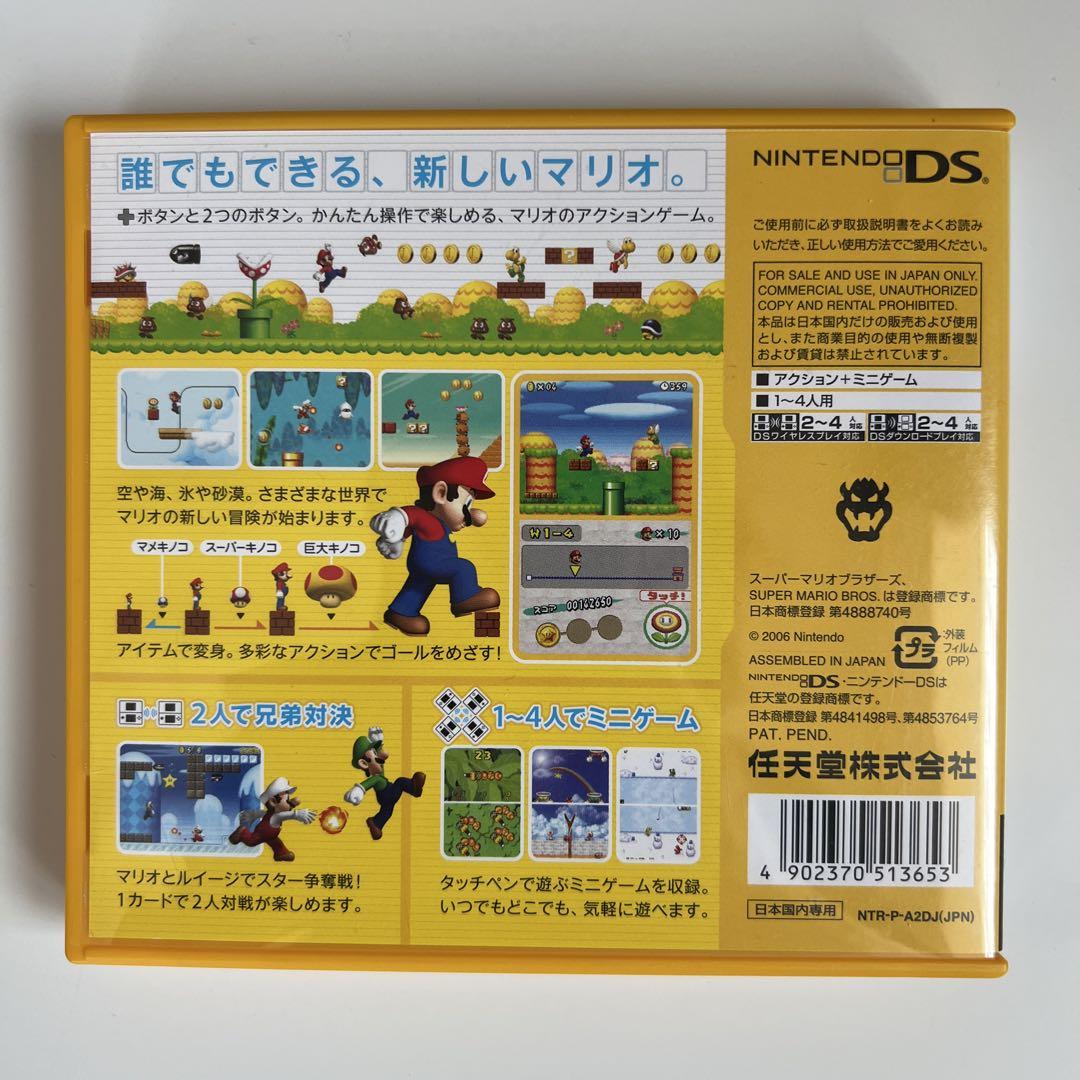 誰でもできる、新しいマリオ。
✚ボタンと2つのボタン。かんたん操作で楽しめる、マリオのアクションゲーム。
空や海、氷や砂漠。さまざまな世界で
マリオの新しい冒険が始まります。
マメキノコ スーパーキノコ 巨大キノコ
アイテムで変身。多彩なアクションでゴールをめざす!
×04 359
W1-4 ×10
タッチ!
スコア 00142650
2人で兄弟対決
マリオとルイージでスター争奪戦!
1カードで2人対戦が楽しめます。
1~4人でミニゲーム
23
タッチペンで遊ぶミニゲームを収録。
いつでもどこでも、気軽に遊べます。
NINTENDO DS®
ご使用前に必ず取扱説明書をよくお読み
いただき、正しい使用方法でご愛用ください。
FOR SALE AND USE IN JAPAN ONLY.
COMMERCIAL USE, UNAUTHORIZED
COPY AND RENTAL PROHIBITED.
本品は日本国内だけの販売および使用
とし、また商業目的の使用や無断複製
および賃貸は禁止されています。
■ アクション+ミニゲーム
■ 1~4人用
2~4人対応 2~4人対応
DSワイヤレスプレイ対応 DSダウンロードプレイ対応
スーパーマリオブラザーズ、
SUPER MARIO BROS. は登録商標です。
日本商標登録 第4888740号
© 2006 Nintendo
ASSEMBLED IN JAPAN
プラ
:外装
フィルム
(PP)
NINTENDO DS・ニンテンドーDSは
任天堂の登録商標です。
日本商標登録 第4841498号、第4853764号
PAT. PEND.
任天堂株式会社
4 902370 513653
日本国内専用 NTR-P-A2DJ(JPN)